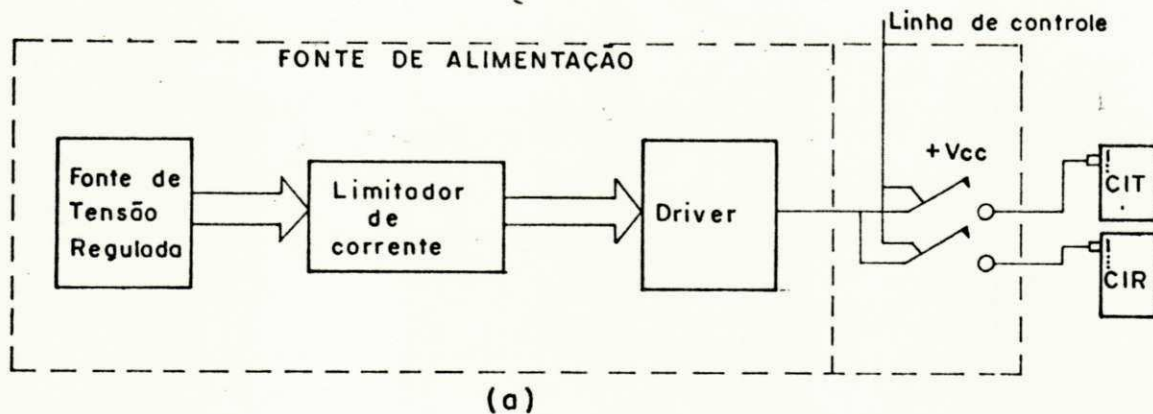 Linha de controle
FONTE DE ALIMENTAÇÃO
Fonte de
Tensão
Regulada
Limitador
de
corrente
Driver
+Vcc
CIT
CIR
(a)